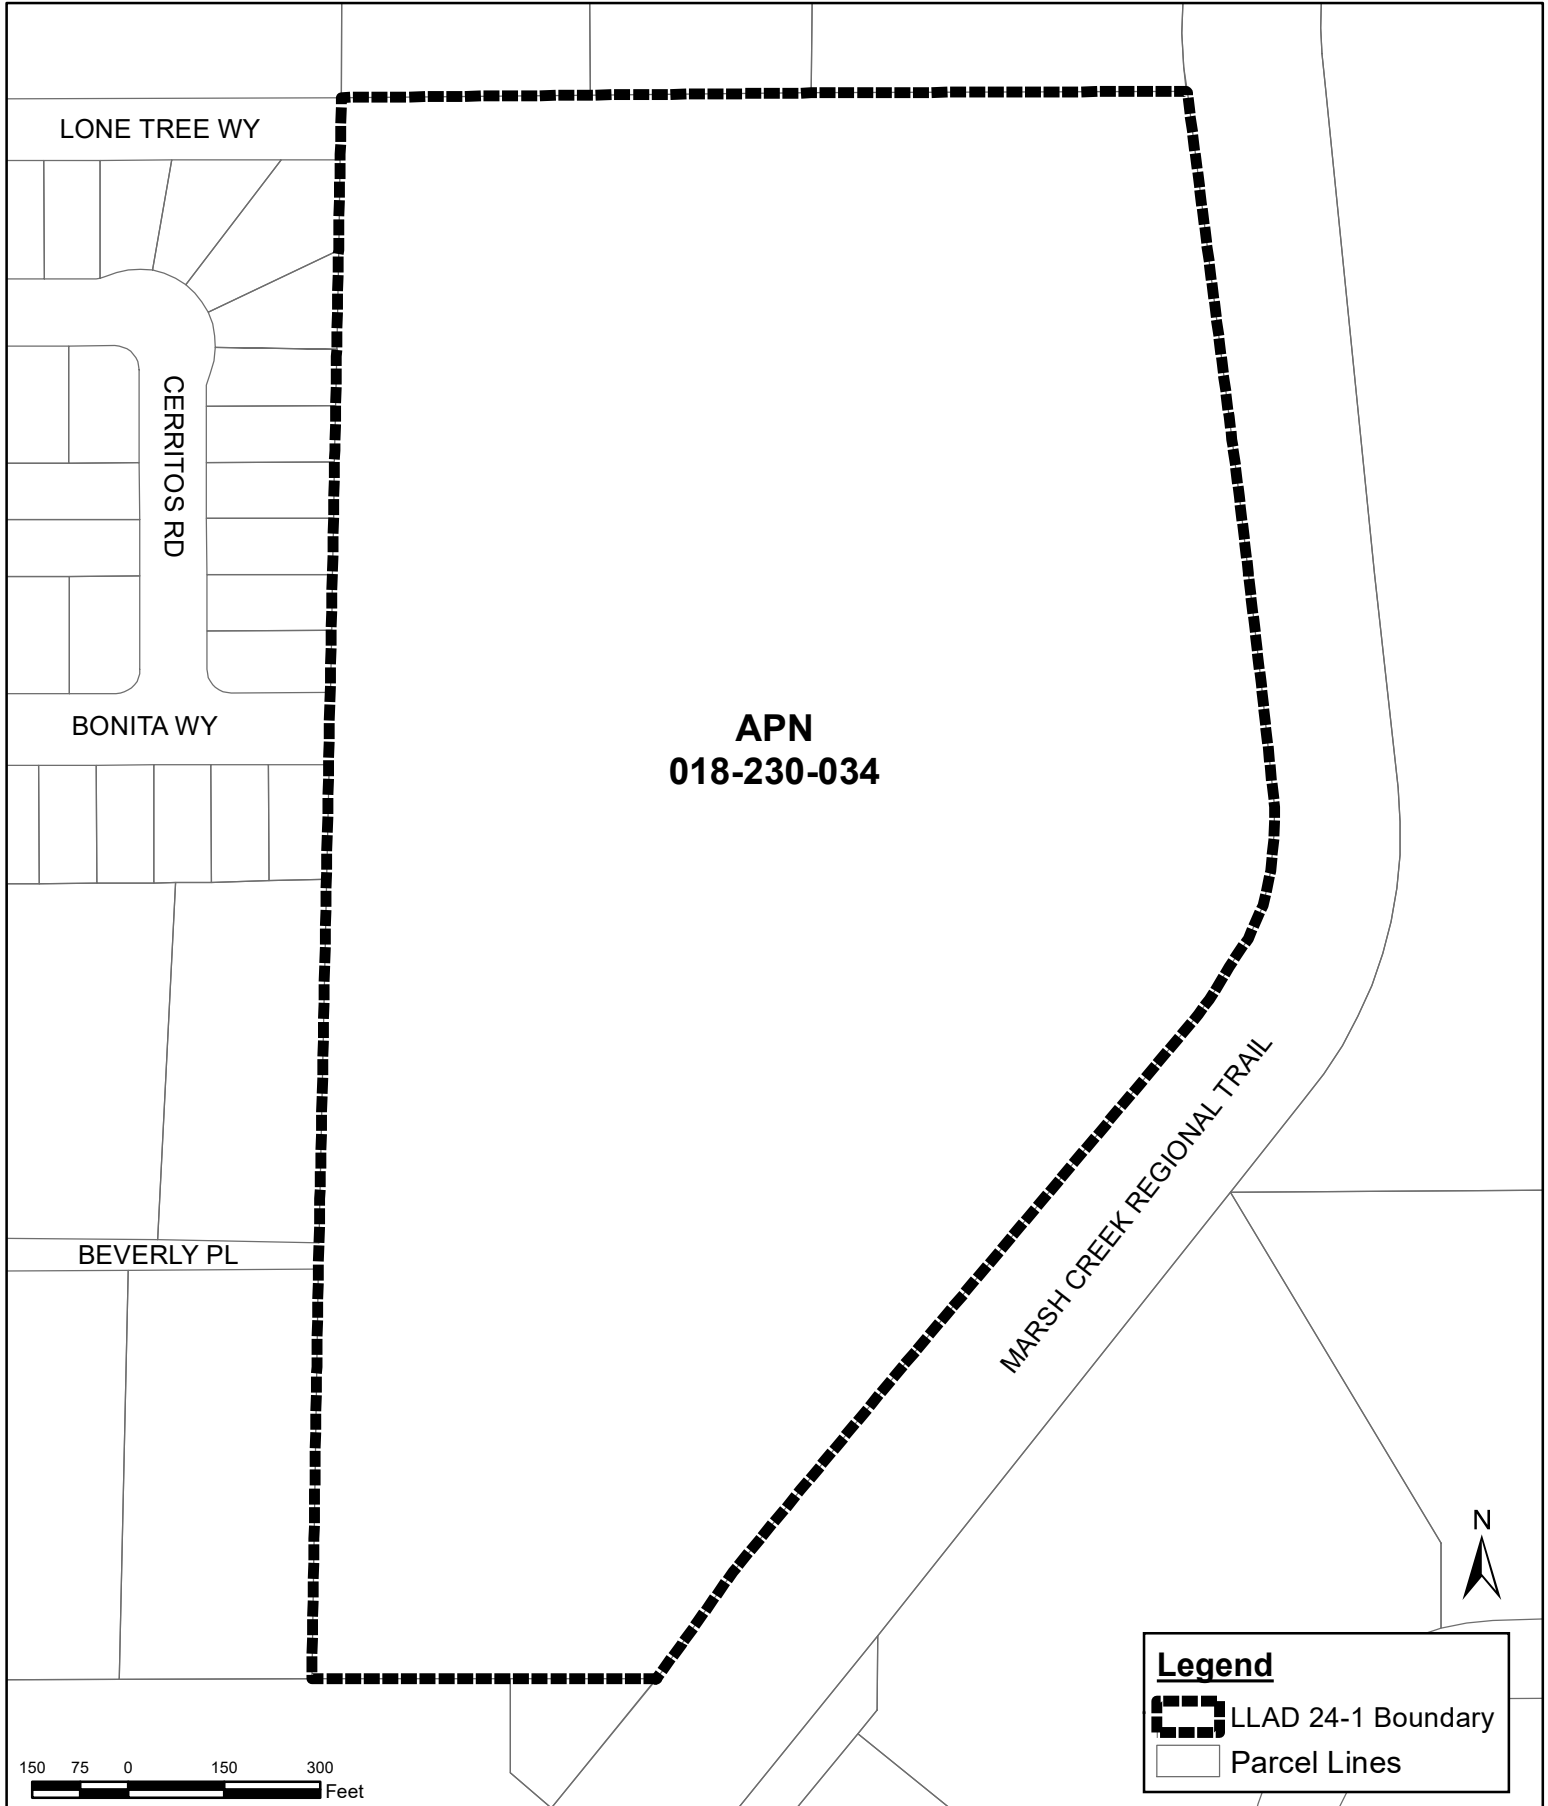 LONE TREE WY
CERRITOS RD
BONITA WY
APN
018-230-034
MARSH CREEK REGIONAL TRAIL
BEVERLY PL
N
Legend
LLAD 24-1 Boundary
Parcel Lines
150 75 0 150 300
Feet